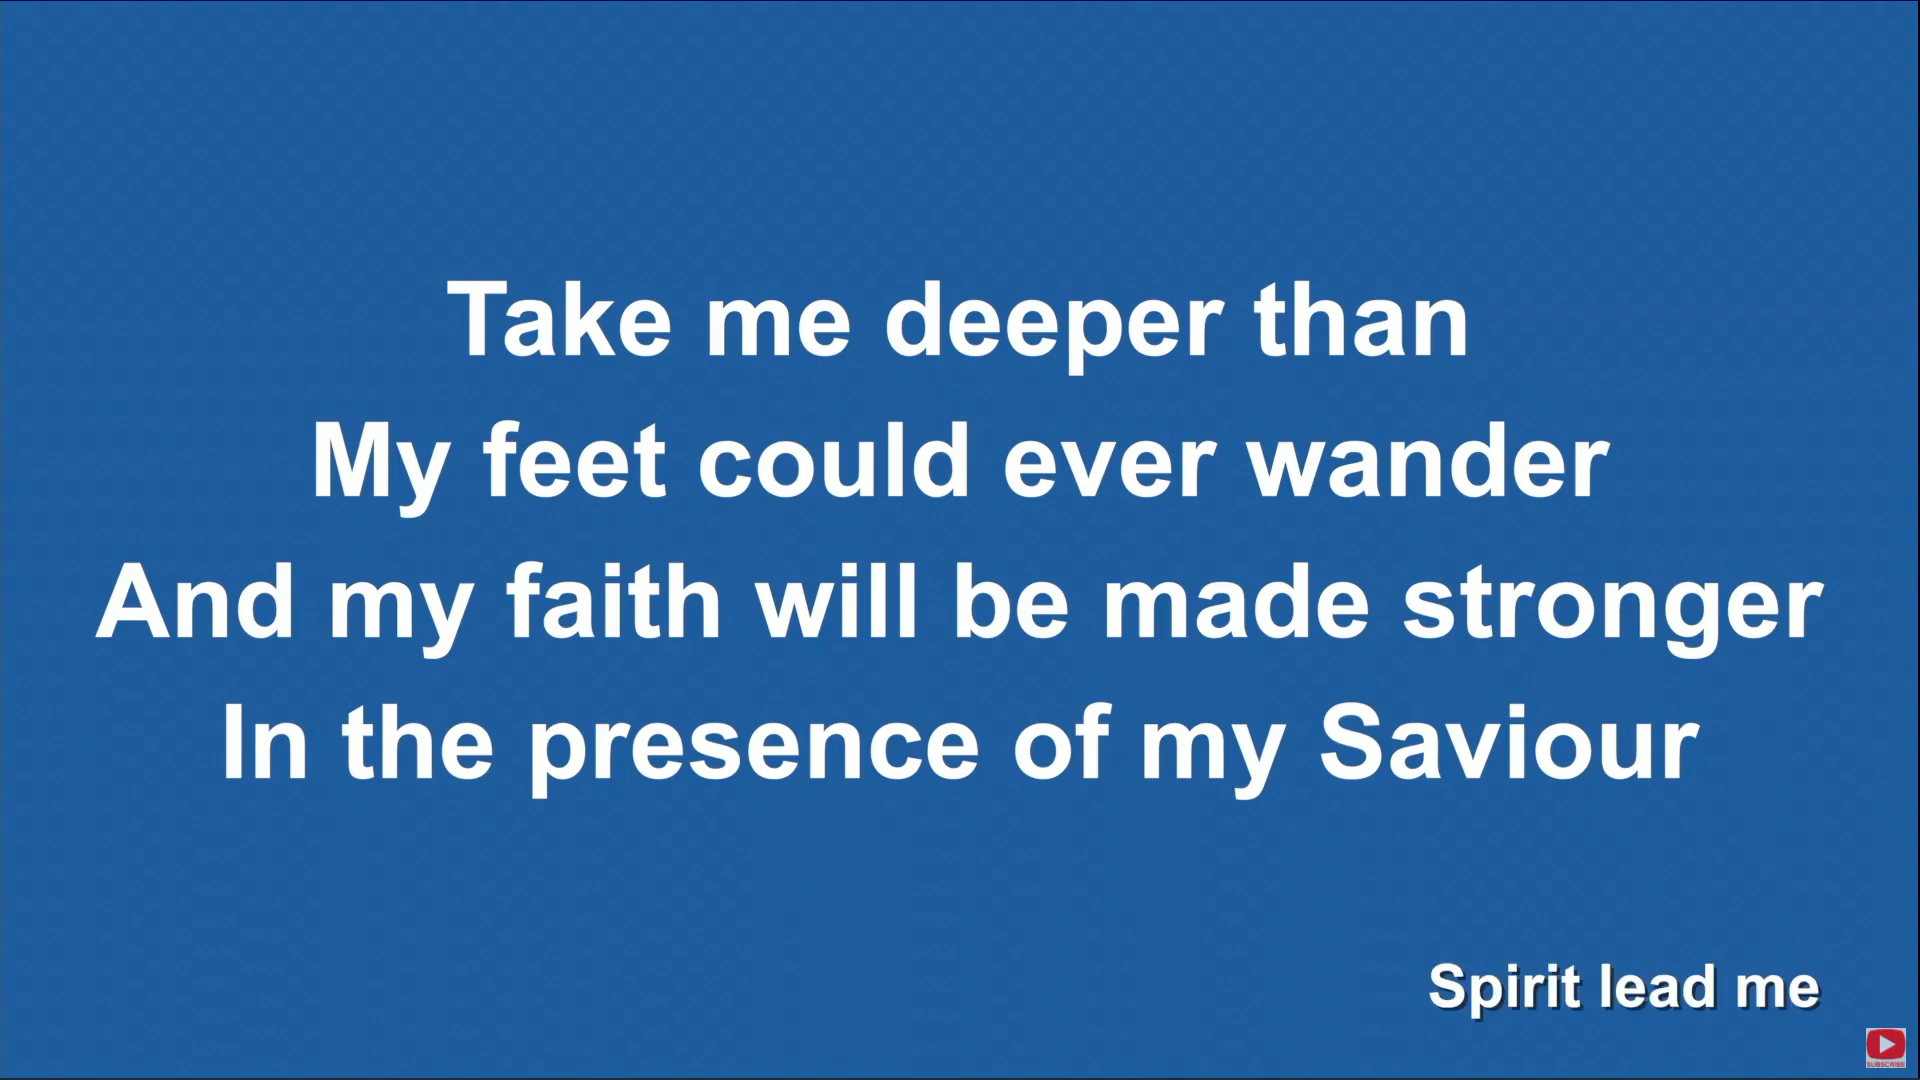 Take me deeper than
My feet could ever wander
And my faith will be made stronger
In the presence of my Saviour
Spirit lead me
SUBSCRIBE